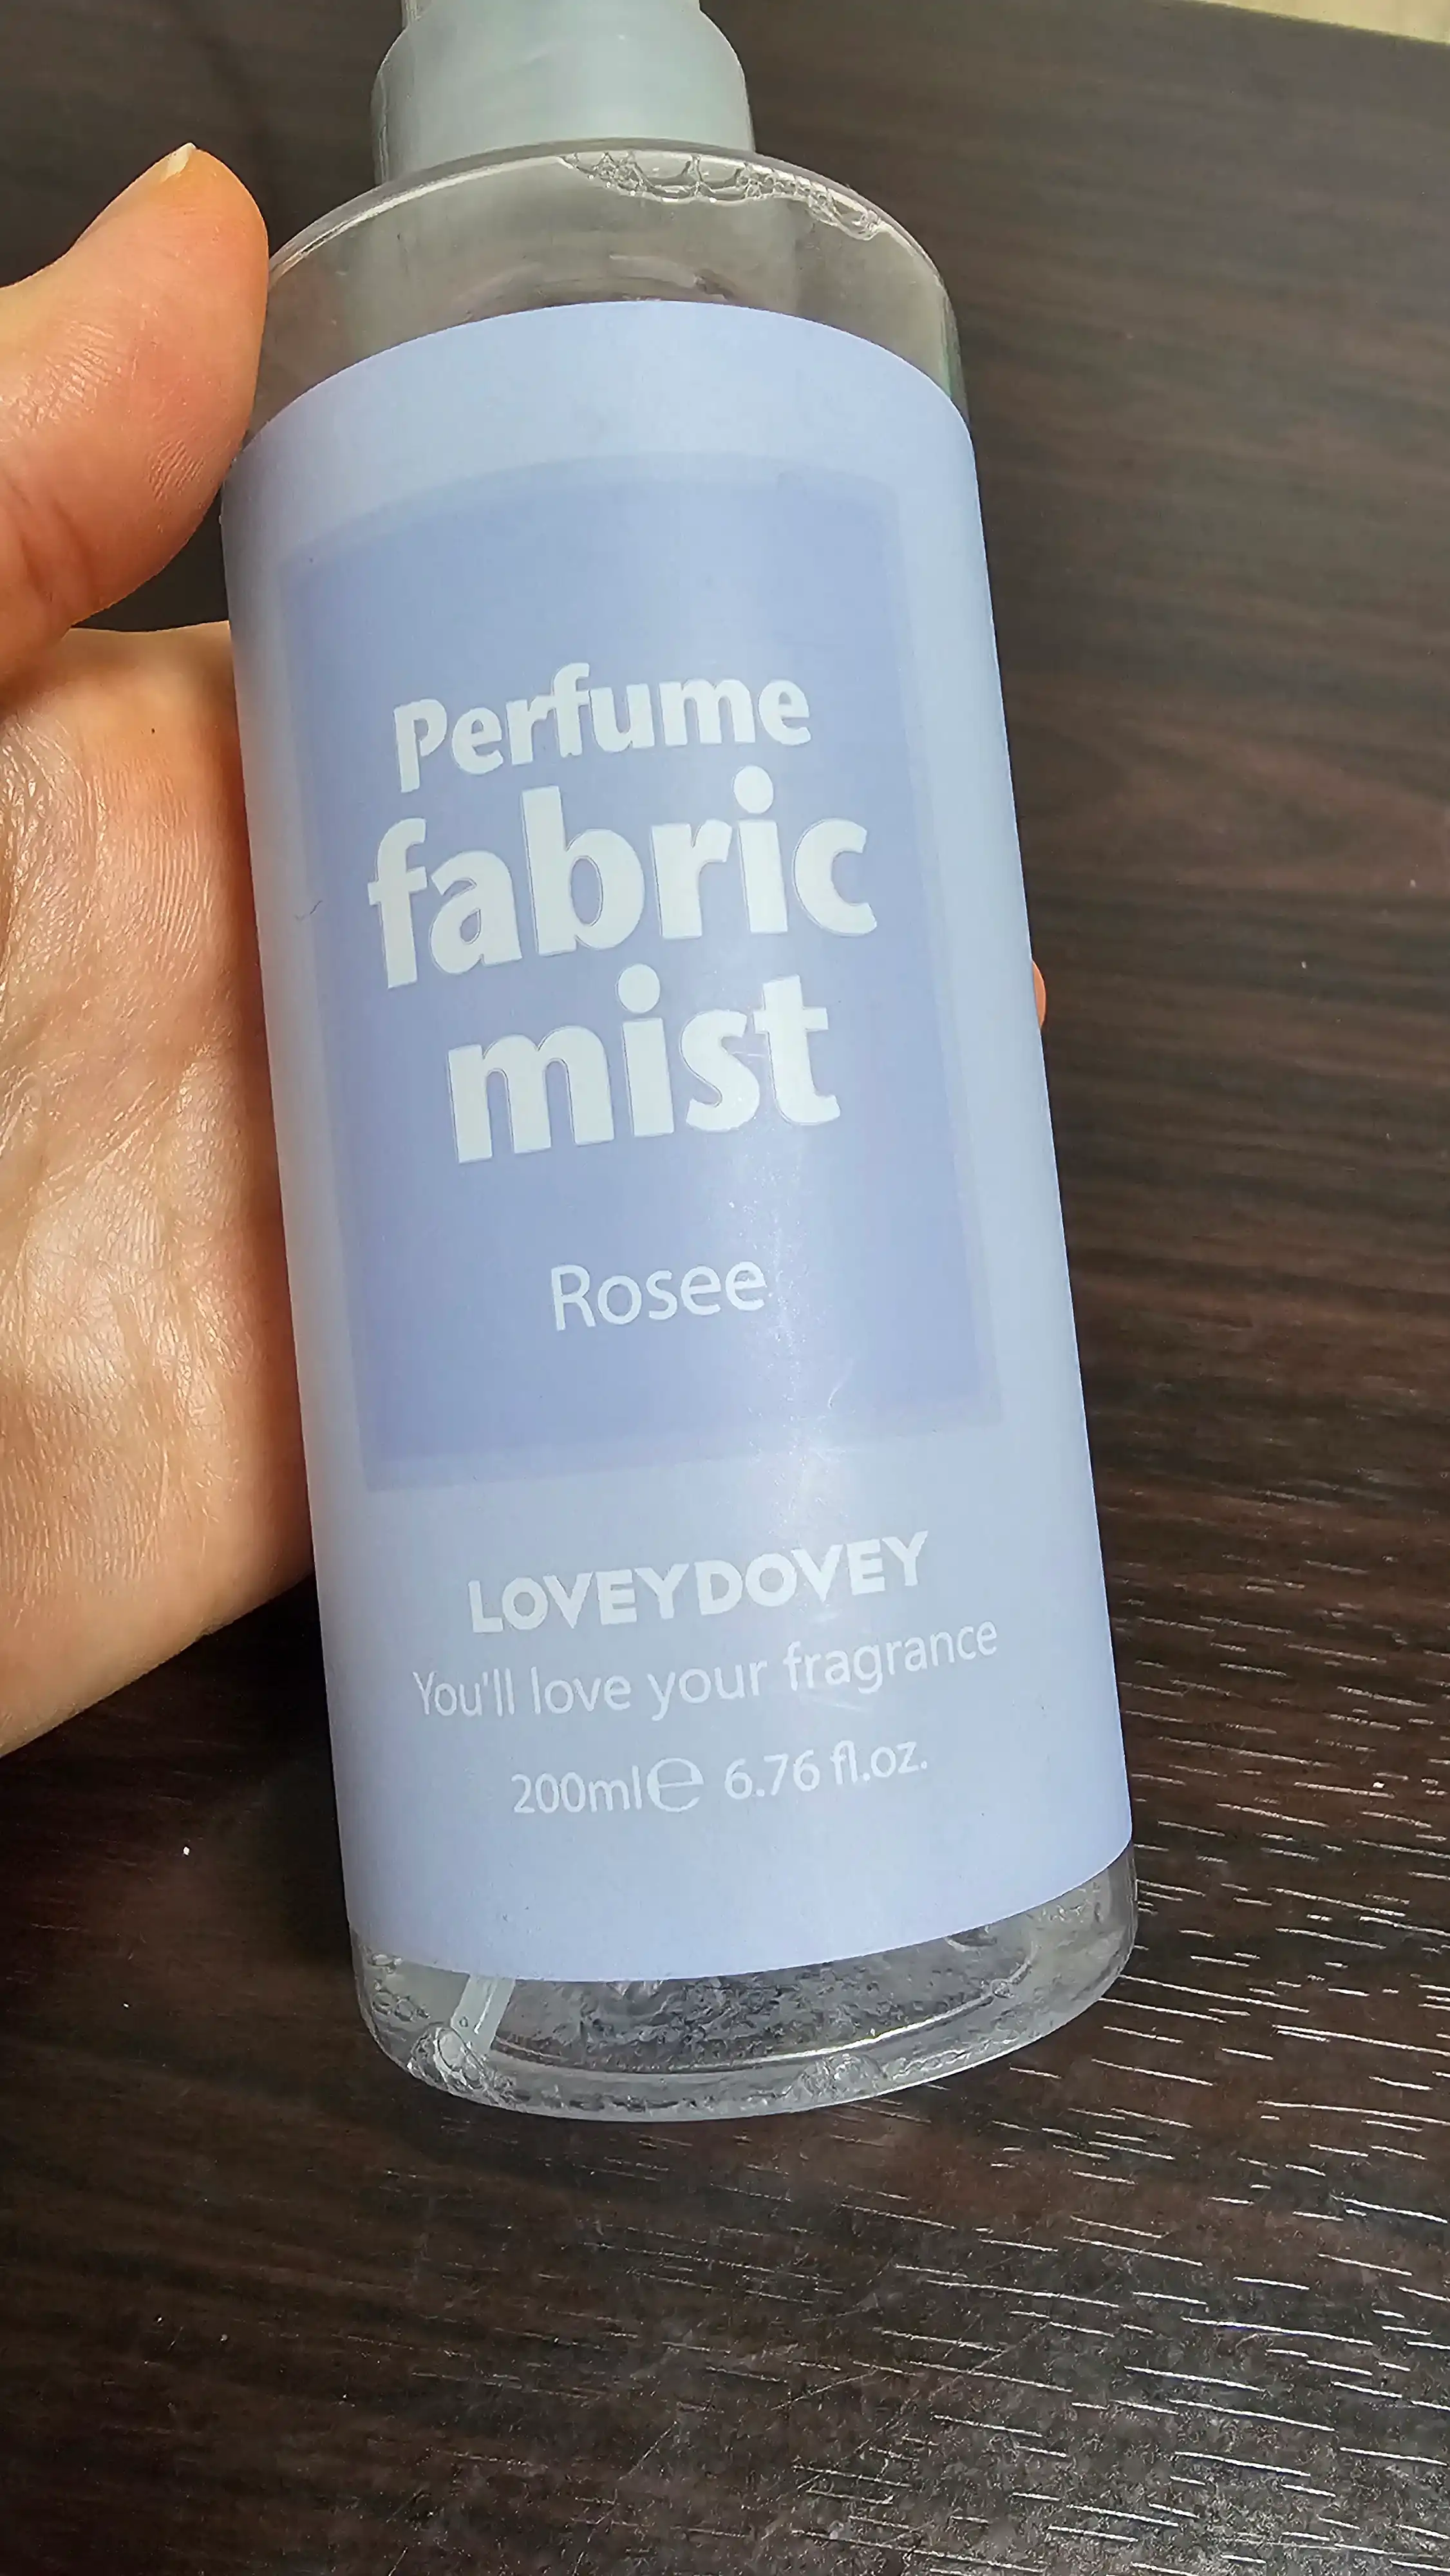 Perfume
fabric
mist
Rosee
LOVEYDOVEY
You'll love your fragrance
200ml℮ 6.76 fl.oz.